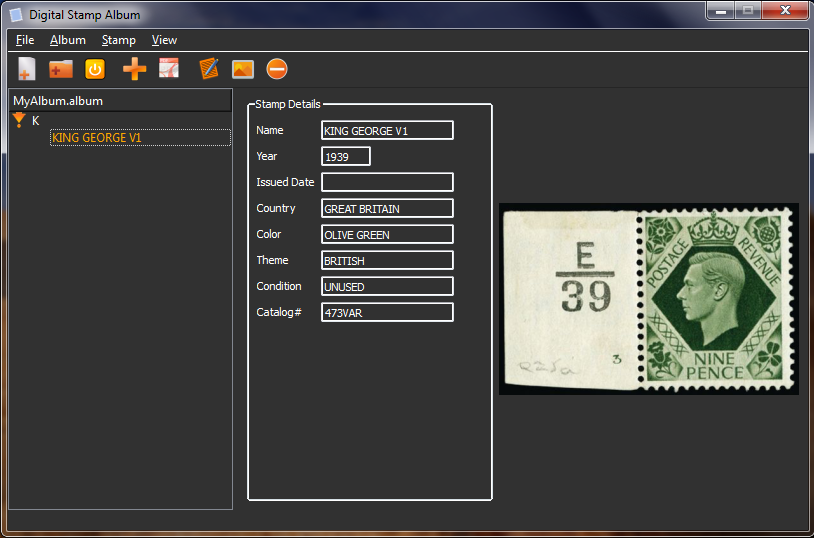 Digital Stamp Album
File Album Stamp View
MyAlbum.album
K
KING GEORGE V1
Stamp Details
Name KING GEORGE V1
Year 1939
Issued Date
Country GREAT BRITAIN
Color OLIVE GREEN
Theme BRITISH
Condition UNUSED
Catalog# 473VAR
E
39
3
POSTAGE REVENUE
NINE
PENCE